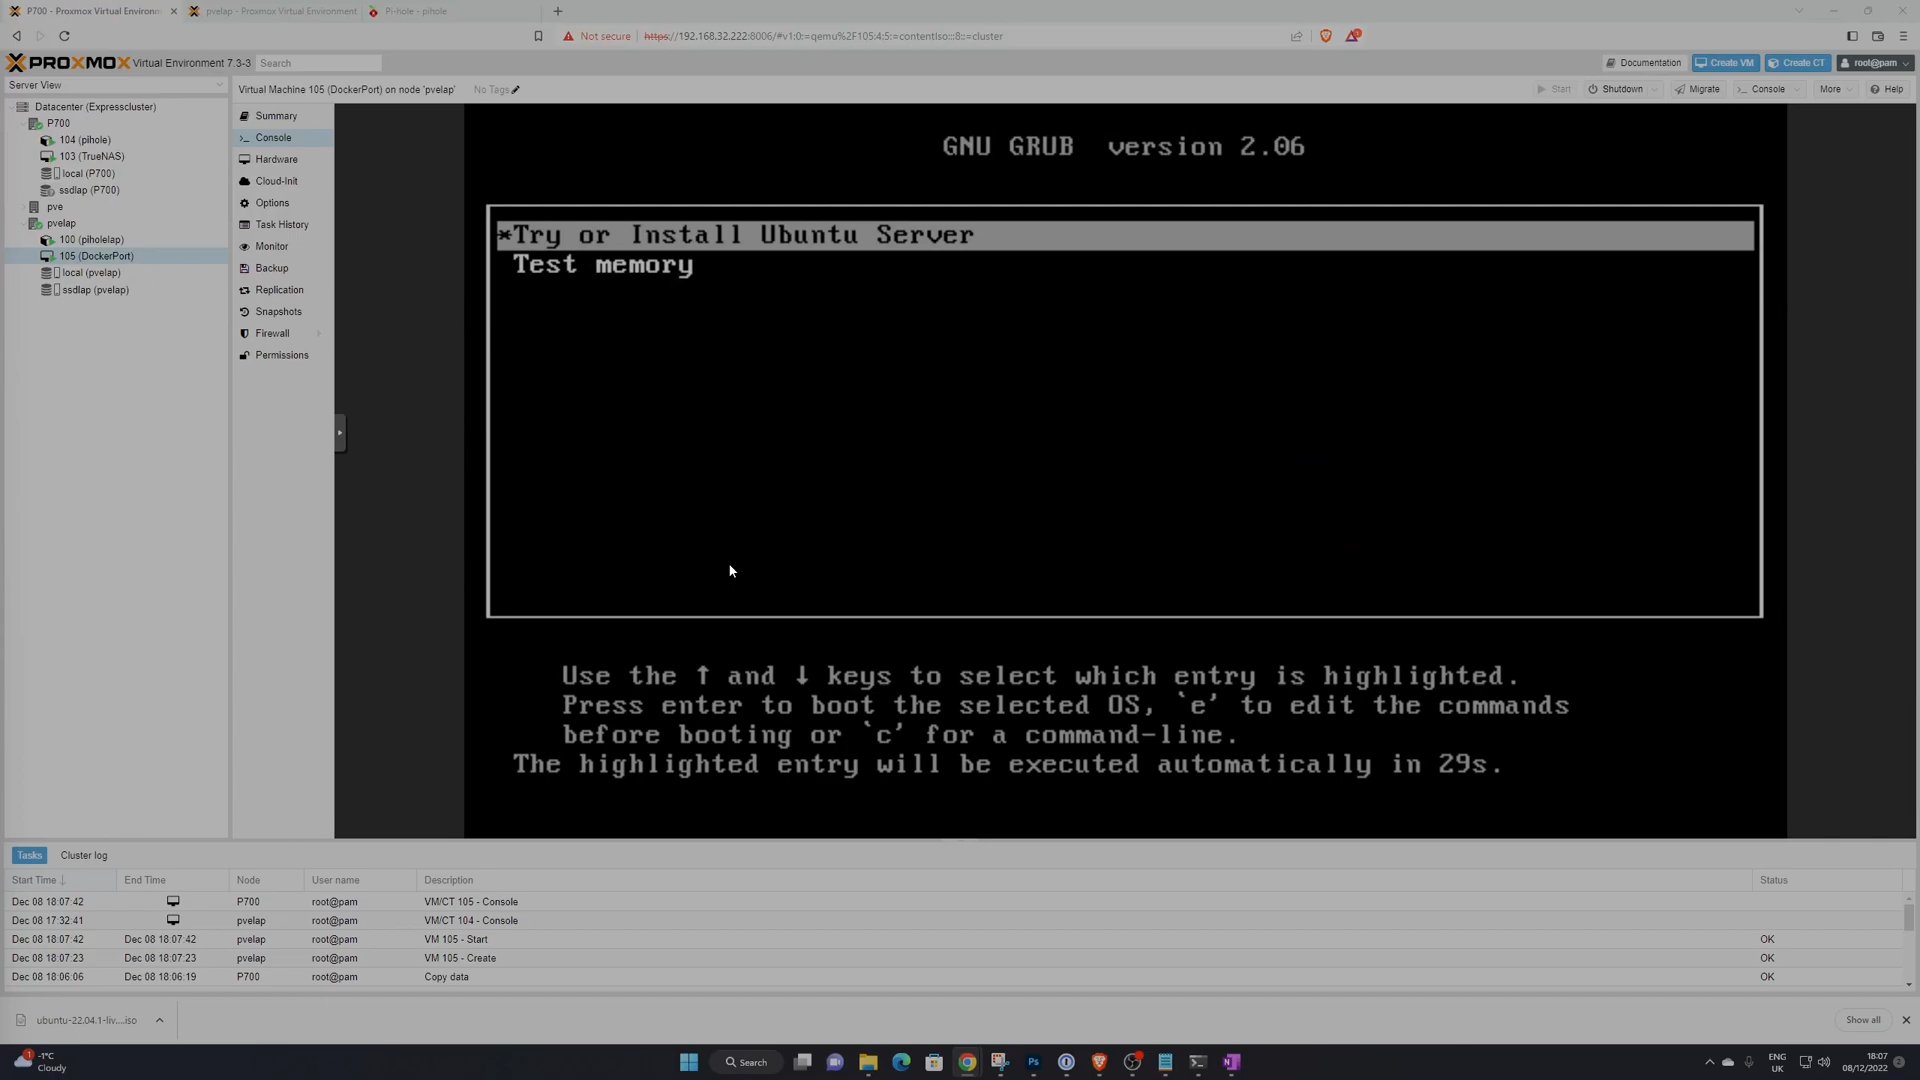 P700 - Proxmox Virtual Environm
pvelap - Proxmox Virtual Environment
Pi-hole - pihole
Not secure
https://192.168.32.222:8006/#v1:0:=qemu%2F105:4:5:=contentIso:::8::=cluster
PROXMOX Virtual Environment 7.3-3
Search
Documentation
Create VM
Create CT
root@pam
Server View
Virtual Machine 105 (DockerPort) on node 'pvelap'
No Tags
Start
Shutdown
Migrate
Console
More
Help
Datacenter (Expresscluster)
P700
104 (pihole)
103 (TrueNAS)
local (P700)
ssdlap (P700)
pve
pvelap
100 (piholelap)
105 (DockerPort)
local (pvelap)
ssdlap (pvelap)
Summary
Console
Hardware
Cloud-Init
Options
Task History
Monitor
Backup
Replication
Snapshots
Firewall
Permissions
GNU GRUB version 2.06
*Try or Install Ubuntu Server
Test memory
Use the ↑ and ↓ keys to select which entry is highlighted.
Press enter to boot the selected OS, `e' to edit the commands
before booting or `c' for a command-line.
The highlighted entry will be executed automatically in 29s.
Tasks
Cluster log
Start Time ↓ End Time Node User name Description Status
Dec 08 18:07:42 P700 root@pam VM/CT 105 - Console
Dec 08 17:32:41 pvelap root@pam VM/CT 104 - Console
Dec 08 18:07:42 Dec 08 18:07:42 pvelap root@pam VM 105 - Start OK
Dec 08 18:07:23 Dec 08 18:07:23 pvelap root@pam VM 105 - Create OK
Dec 08 18:06:06 Dec 08 18:06:19 P700 root@pam Copy data OK
ubuntu-22.04.1-liv....iso
Show all
1
-1°C
Cloudy
Search
Ps
ENG
UK
18:07
08/12/2022
2